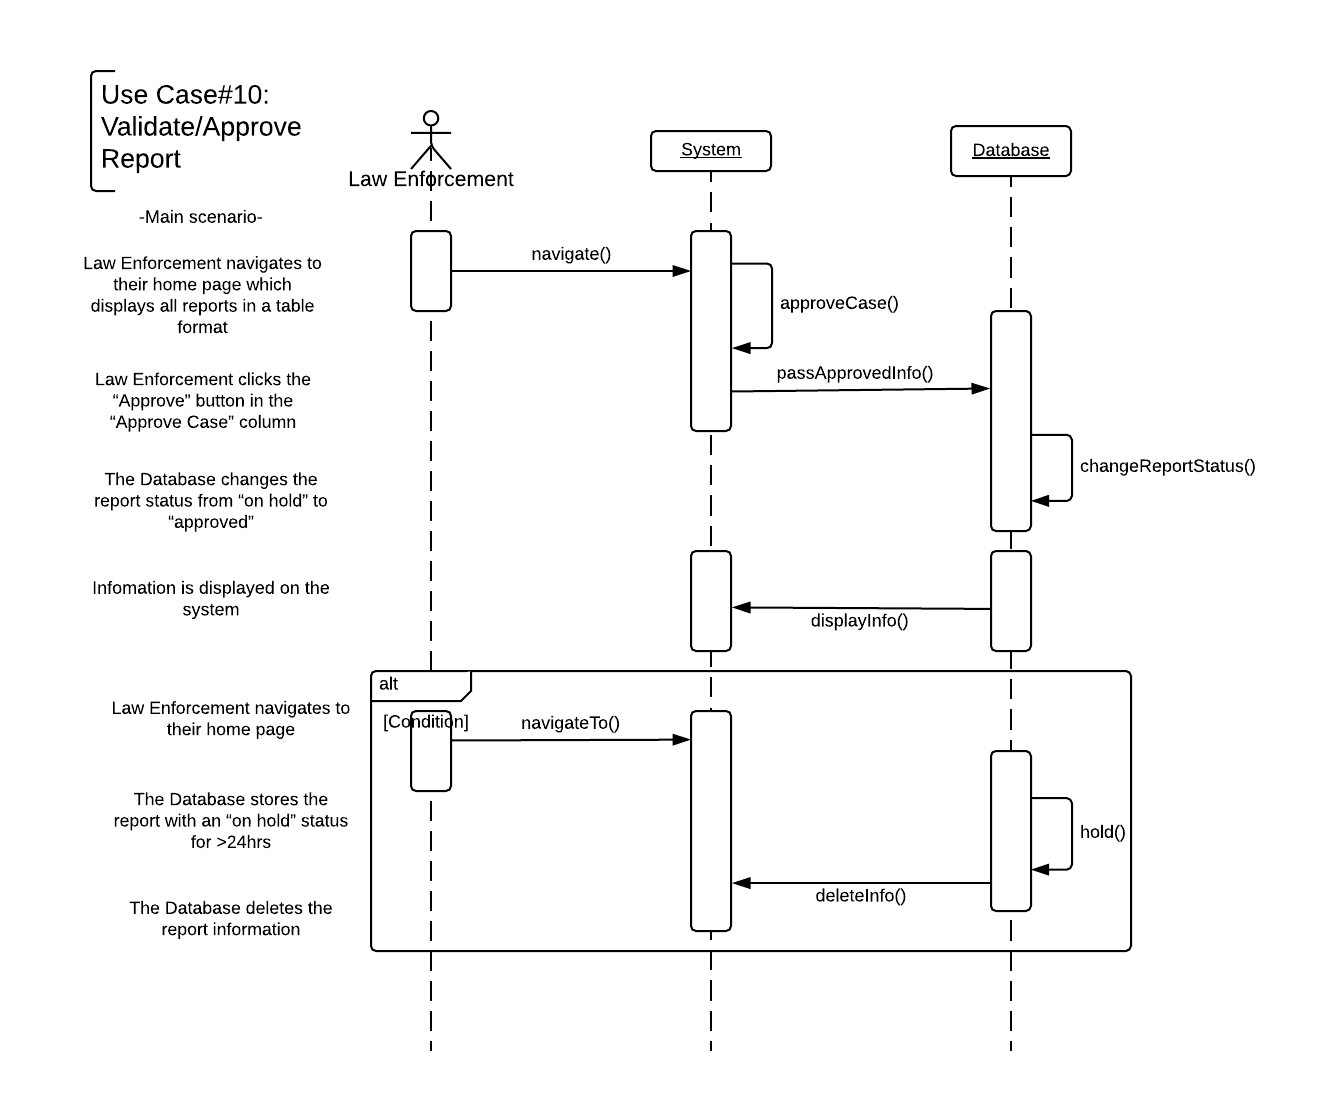 Use Case#10:
Validate/Approve
Report
Law Enforcement
System
Database
-Main scenario-
Law Enforcement navigates to
their home page which
displays all reports in a table
format
navigate()
approveCase()
Law Enforcement clicks the
“Approve” button in the
“Approve Case” column
passApprovedInfo()
changeReportStatus()
The Database changes the
report status from “on hold” to
“approved”
Infomation is displayed on the
system
displayInfo()
alt
[Condition]
Law Enforcement navigates to
their home page
navigateTo()
The Database stores the
report with an “on hold” status
for >24hrs
hold()
deleteInfo()
The Database deletes the
report information